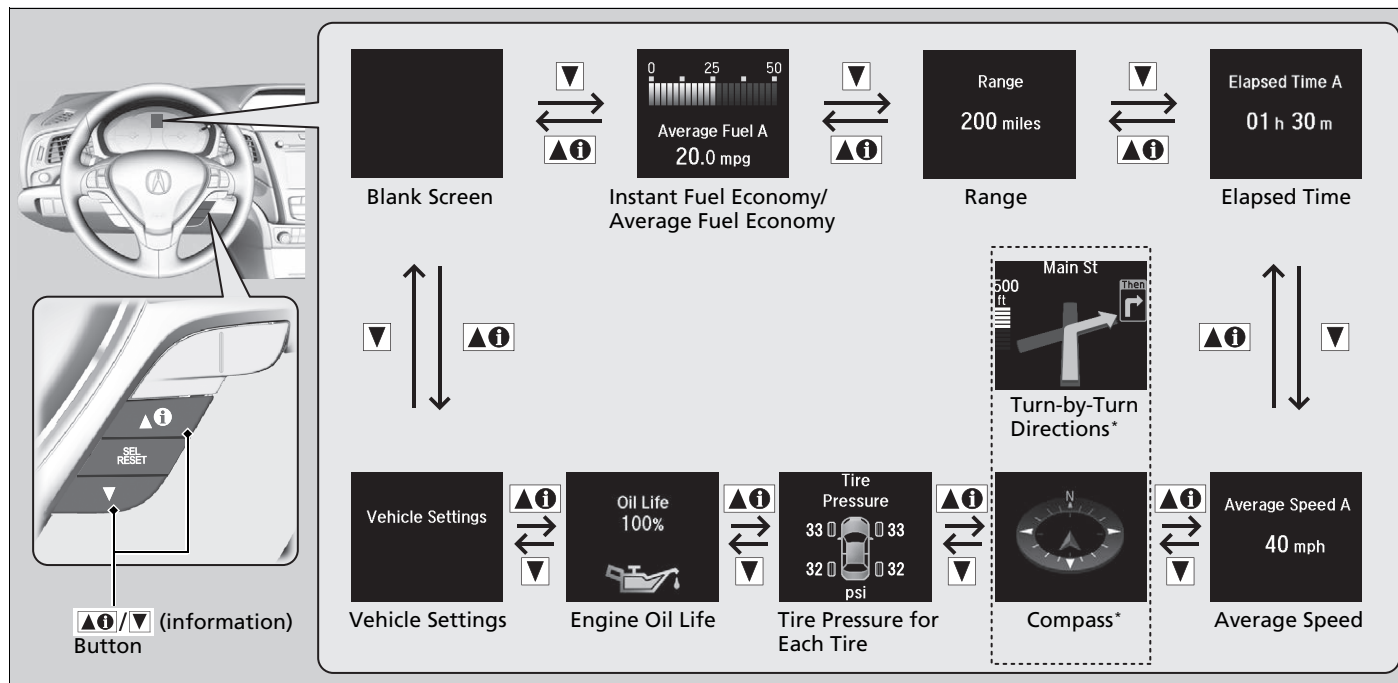 0 25 50
Average Fuel A
20.0 mpg
Range
200 miles
Elapsed Time A
01 h 30 m
Blank Screen
Instant Fuel Economy/
Average Fuel Economy
Range
Elapsed Time
Main St
500
ft
Then
Turn-by-Turn
Directions*
▲i
SEL
RESET
▼
Vehicle Settings
Oil Life
100%
Tire
Pressure
33 33
32 32
psi
N
Average Speed A
40 mph
Vehicle Settings
Engine Oil Life
Tire Pressure for
Each Tire
Compass*
Average Speed
▲i/▼ (information)
Button